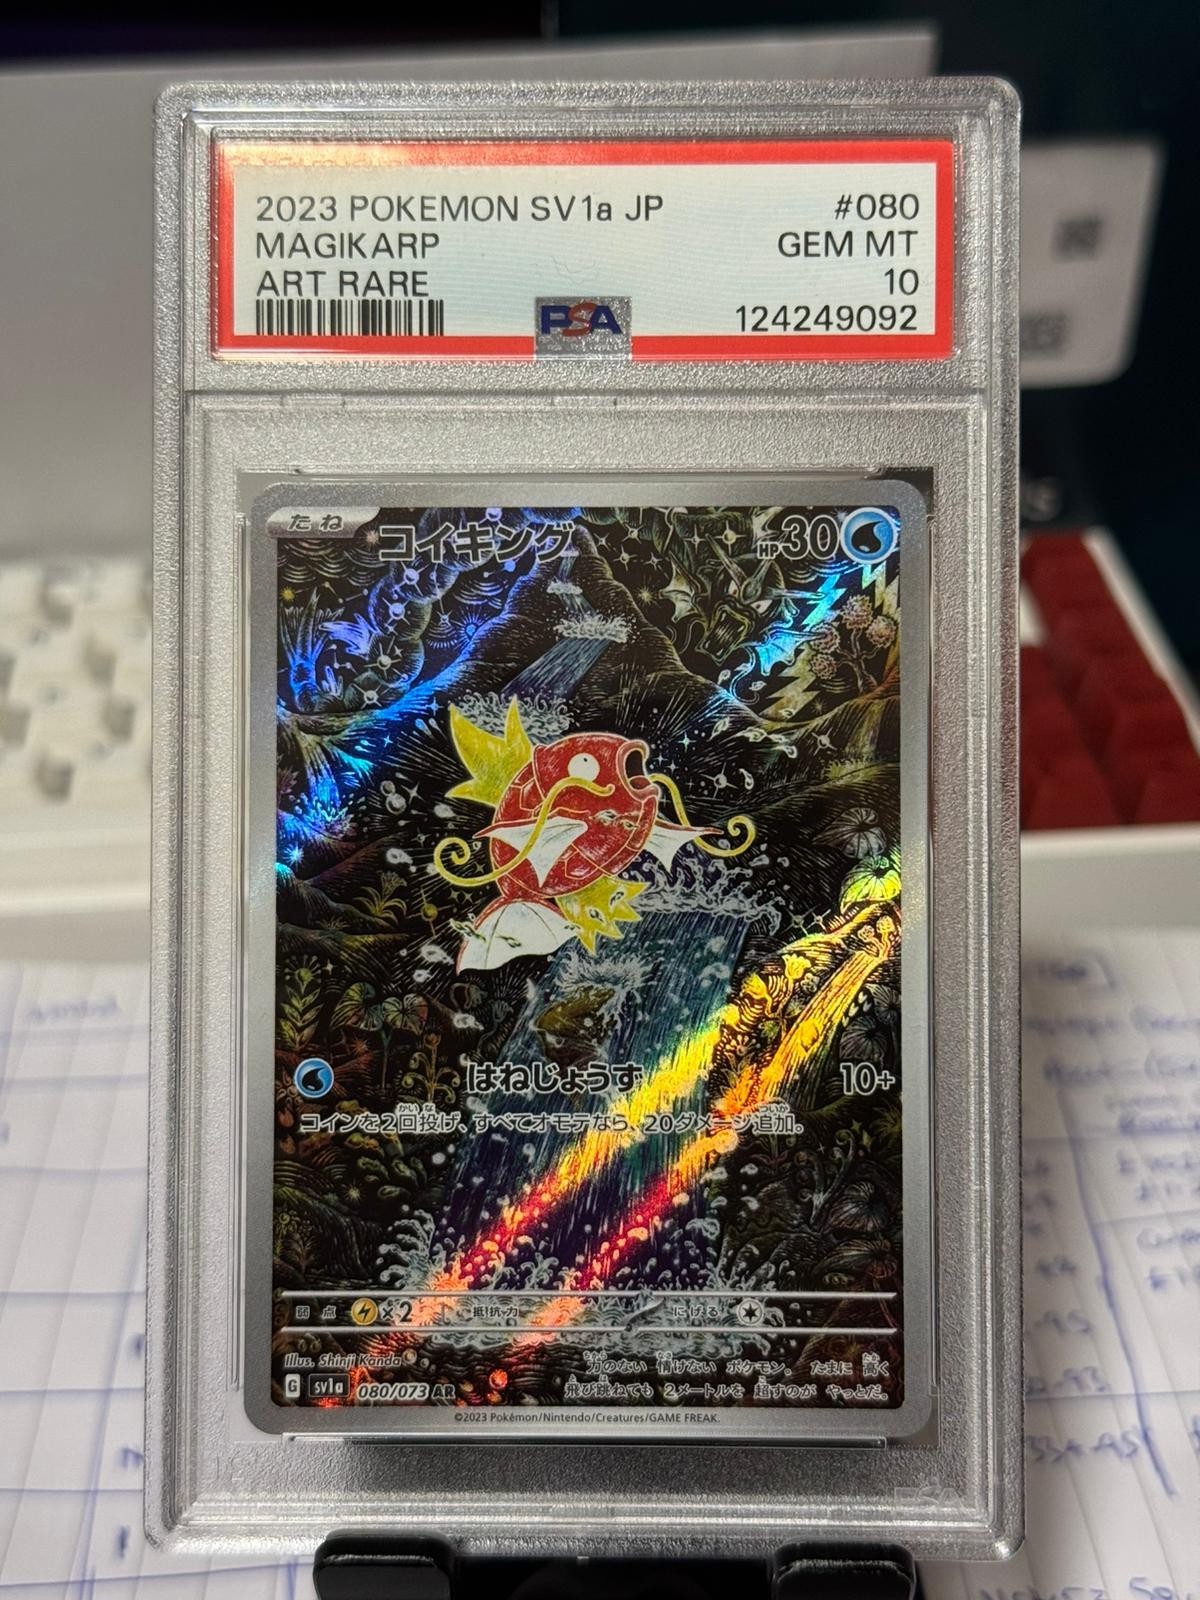 2023 POKEMON SV1a JP #080
MAGIKARP GEM MT
ART RARE 10
PSA 124249092
たね コイキング HP30
はねじょうず 10+
コインを2回投げ、すべてオモテなら、20ダメージ追加。
弱点 ×2 抵抗力 にげる
Illus. Shinji Kanda
力のない 情けない ポケモン。 たまに 高く
G sv1a 080/073 AR 飛び跳ねても 2メートルを 超すのが やっとだ。
©2023 Pokémon/Nintendo/Creatures/GAME FREAK.